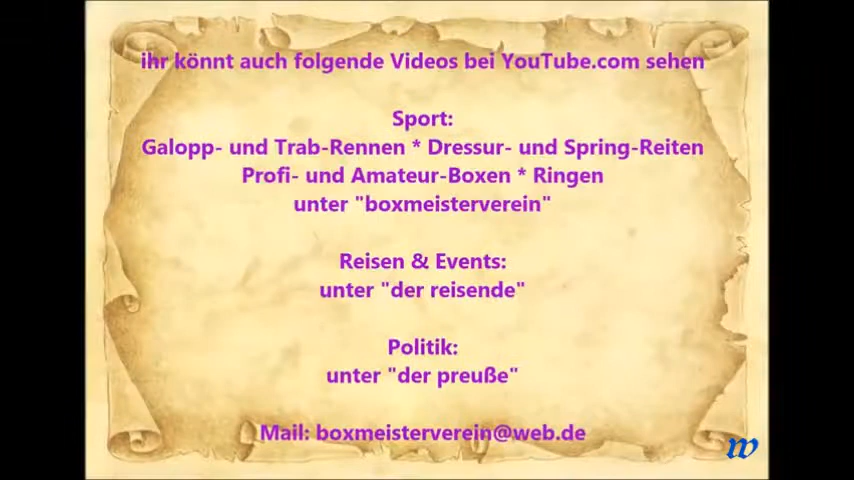 ihr könnt auch folgende Videos bei YouTube.com sehen
Sport:
Galopp- und Trab-Rennen * Dressur- und Spring-Reiten
Profi- und Amateur-Boxen * Ringen
unter "boxmeisterverein"
Reisen & Events:
unter "der reisende"
Politik:
unter "der preuße"
Mail: boxmeisterverein@web.de
w